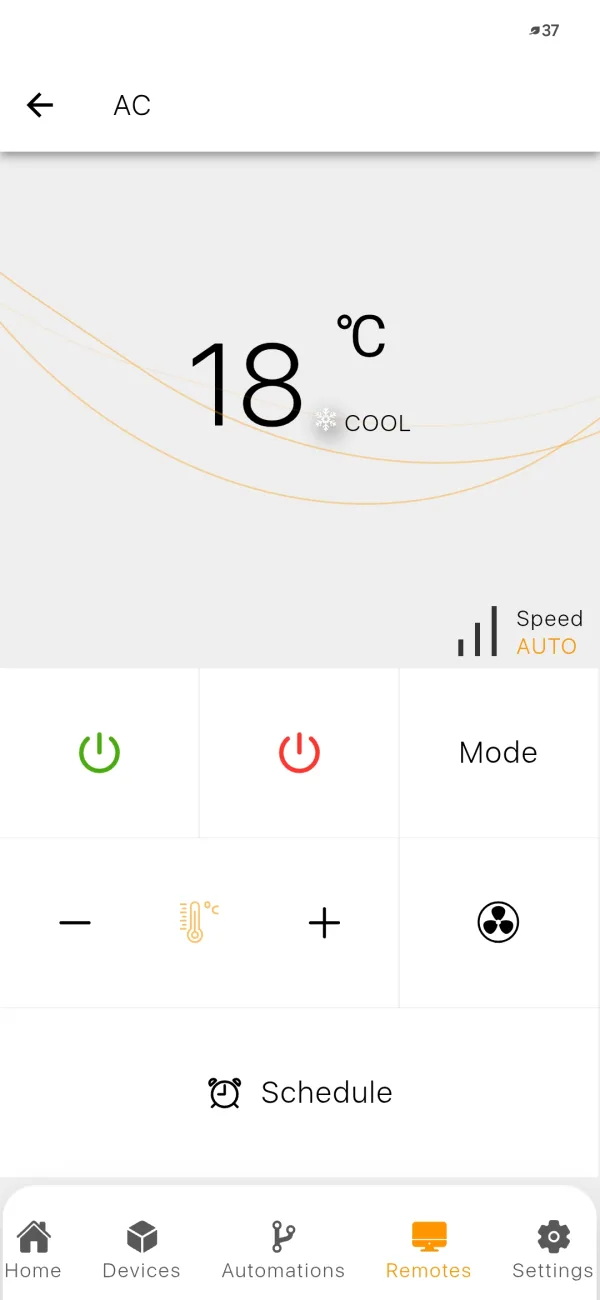 37
AC
18 °C
COOL
Speed
AUTO
Mode
°C
Schedule
Home Devices Automations Remotes Settings